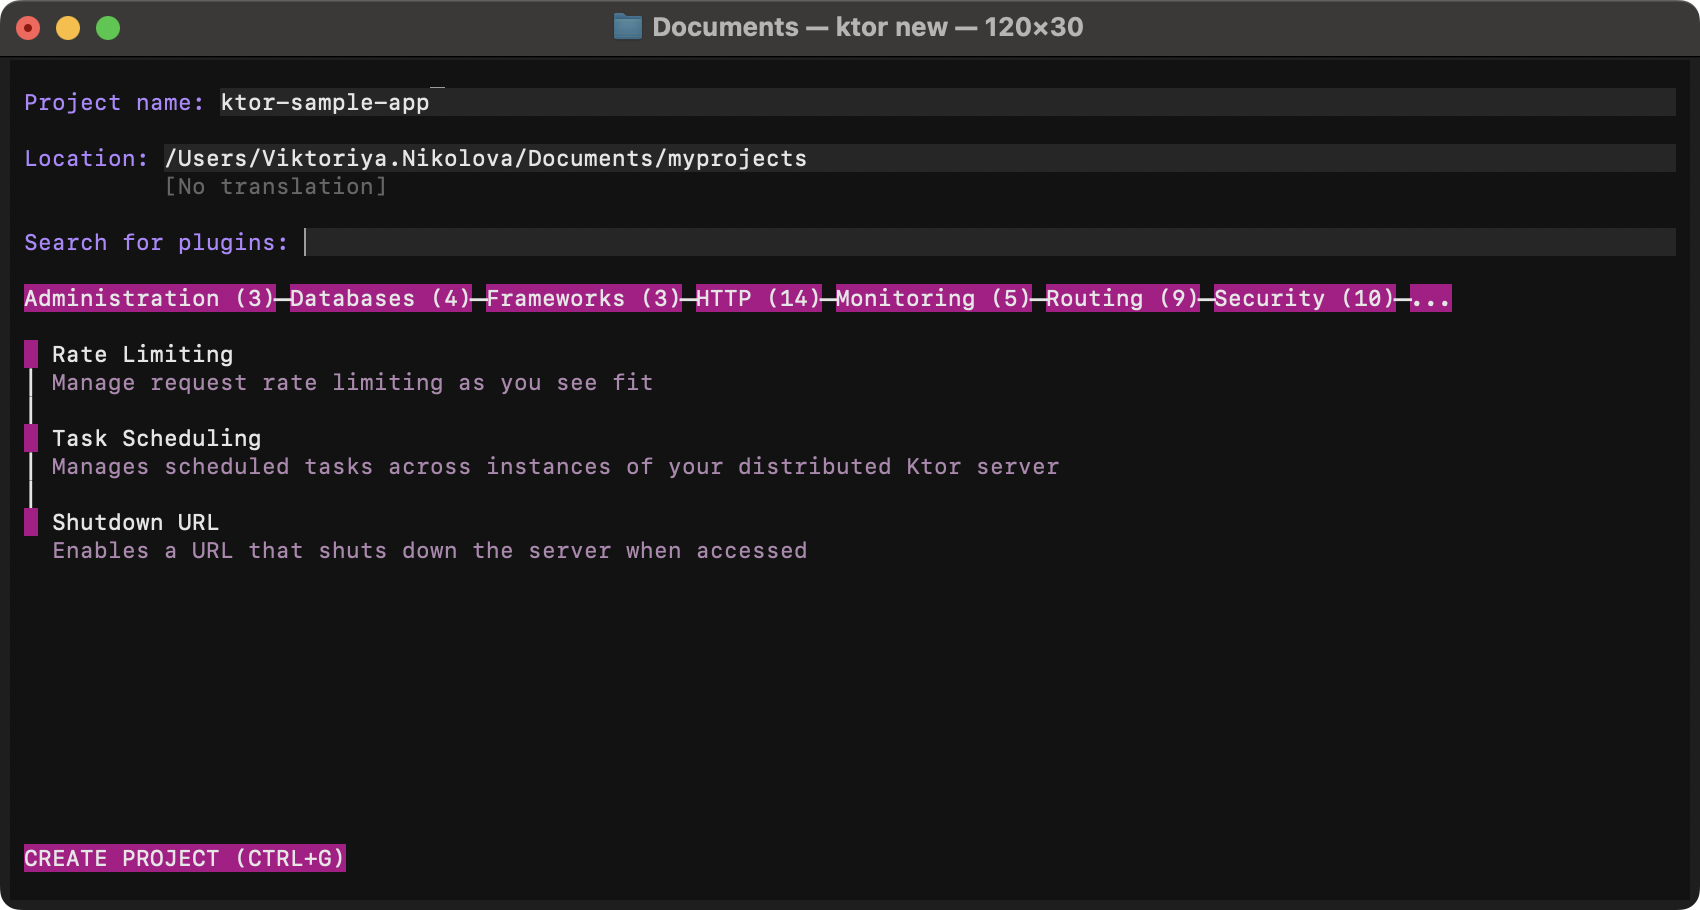 Documents — ktor new — 120×30
Project name: ktor-sample-app
Location: /Users/Viktoriya.Nikolova/Documents/myprojects
[No translation]
Search for plugins:
Administration (3)—Databases (4)—Frameworks (3)—HTTP (14)—Monitoring (5)—Routing (9)—Security (10)—...
Rate Limiting
Manage request rate limiting as you see fit
Task Scheduling
Manages scheduled tasks across instances of your distributed Ktor server
Shutdown URL
Enables a URL that shuts down the server when accessed
CREATE PROJECT (CTRL+G)